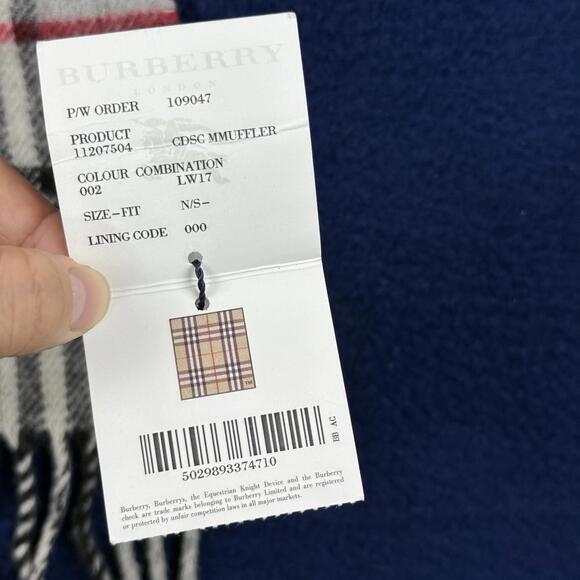 BURBERRY
LONDON
P/W ORDER 109047
PRODUCT
11207504 CDSG MMUFFLER
COLOUR COMBINATION
002 LW17
SIZE-FIT N/S-
LINING CODE 000
TM
5029893374710
BB AC
Burberry, Burberrys, the Equestrian Knight Device and the Burberry
check are trade marks belonging to Burberry Limited and are registered
or protected by unfair competition laws in all major markets.